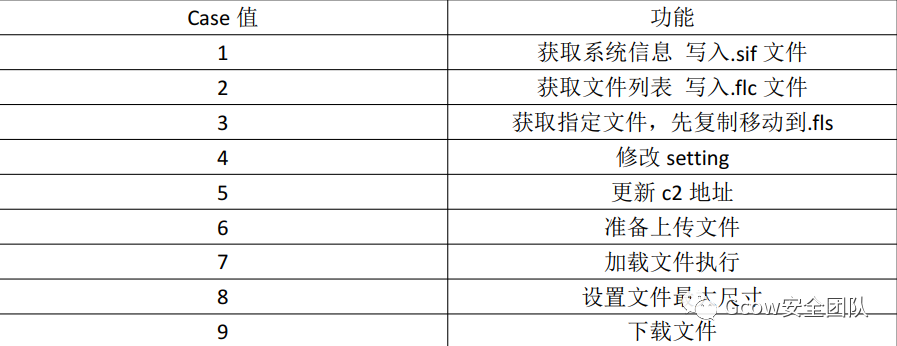 Case 值 功能
1 获取系统信息 写入.sif 文件
2 获取文件列表 写入.flc 文件
3 获取指定文件，先复制移动到.fls
4 修改 setting
5 更新 c2 地址
6 准备上传文件
7 加载文件执行
8 设置文件最大尺寸
Gcow安全团队
9 下载文件